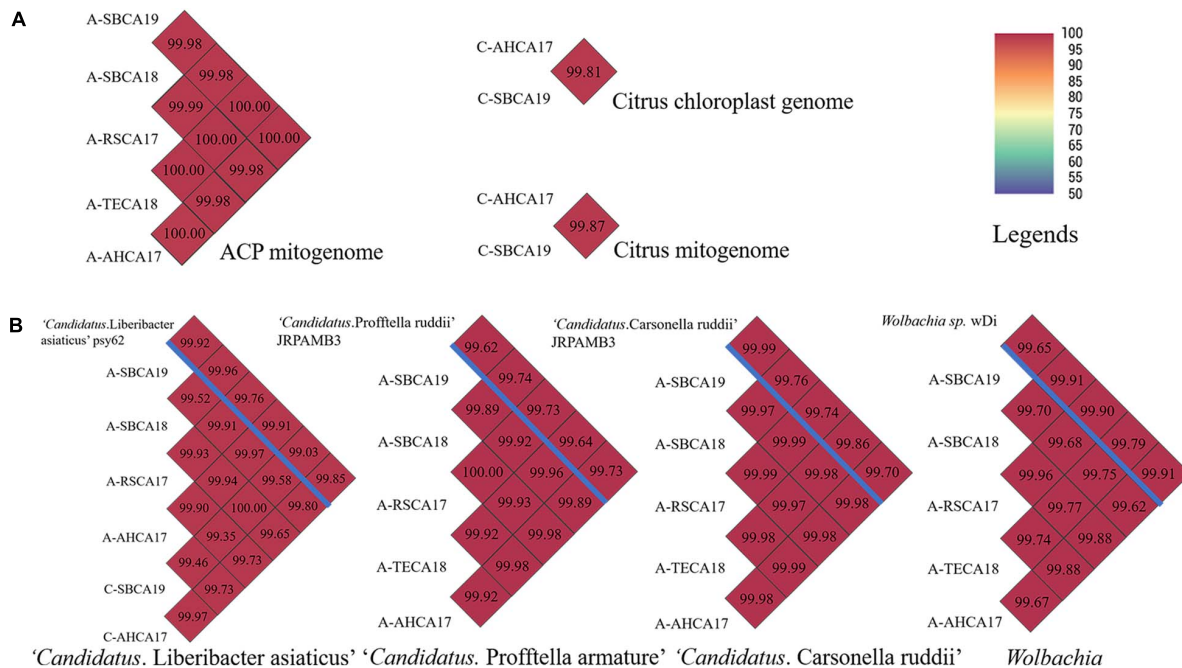 A
A-SBCA19
A-SBCA18
A-RSCA17
A-TECA18
A-AHCA17
99.98
99.98
99.99
100.00
100.00
100.00
100.00
99.98
99.98
100.00
ACP mitogenome
C-AHCA17
99.81
C-SBCA19
Citrus chloroplast genome
C-AHCA17
99.87
C-SBCA19
Citrus mitogenome
100
95
90
85
80
75
70
65
60
55
50
Legends
B
‘Candidatus.Liberibacter
asiaticus’ psy62
A-SBCA19
A-SBCA18
A-RSCA17
A-AHCA17
C-SBCA19
C-AHCA17
99.92
99.96
99.52
99.76
99.91
99.91
99.93
99.97
99.03
99.94
99.58
99.85
99.90
100.00
99.80
99.35
99.65
99.46
99.73
99.73
99.97
‘Candidatus. Liberibacter asiaticus’
‘Candidatus.Profftella ruddii’
JRPAMB3
A-SBCA19
A-SBCA18
A-RSCA17
A-TECA18
A-AHCA17
99.62
99.74
99.89
99.73
99.92
99.64
100.00
99.96
99.73
99.93
99.89
99.92
99.98
99.98
99.92
‘Candidatus. Profftella armature’
‘Candidatus.Carsonella ruddii’
JRPAMB3
A-SBCA19
A-SBCA18
A-RSCA17
A-TECA18
A-AHCA17
99.99
99.76
99.97
99.74
99.99
99.86
99.99
99.98
99.70
99.97
99.98
99.98
99.98
99.99
99.98
‘Candidatus. Carsonella ruddii’
Wolbachia sp. wDi
A-SBCA19
A-SBCA18
A-RSCA17
A-TECA18
A-AHCA17
99.65
99.91
99.70
99.90
99.68
99.79
99.96
99.75
99.91
99.77
99.62
99.74
99.88
99.88
99.67
Wolbachia